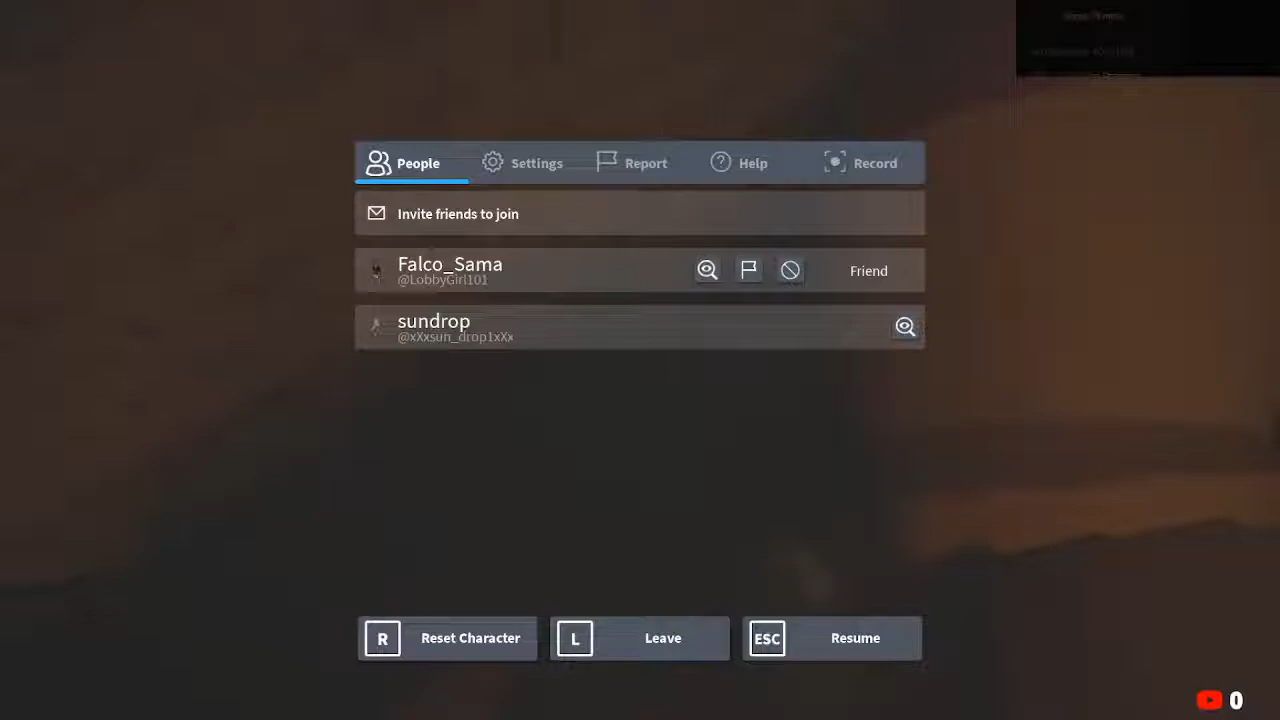 People
Settings
Report
Help
Record
Invite friends to join
Falco_Sama
@LobbyGirl101
Friend
sundrop
@xXxsun_drop1xXx
R Reset Character
L Leave
ESC Resume
0